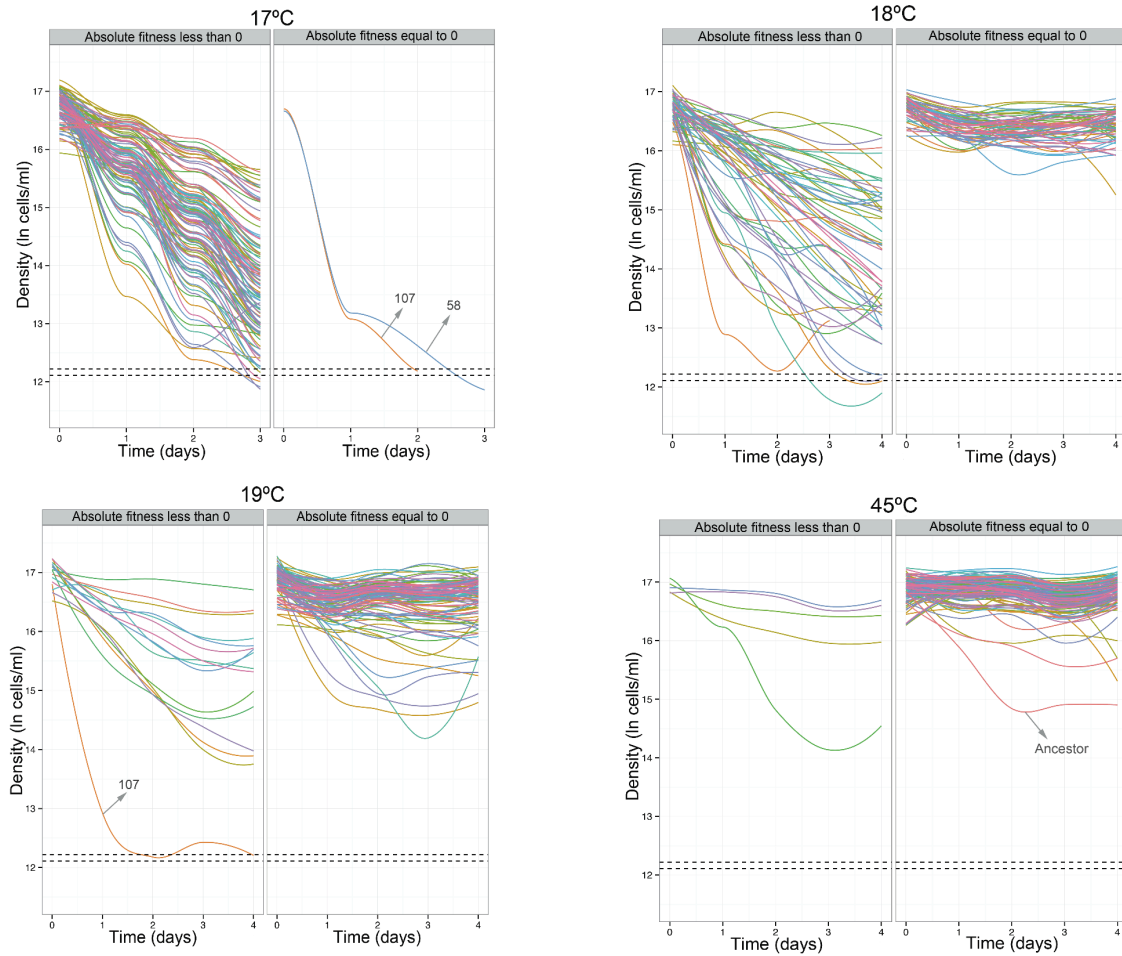 17ºC
Absolute fitness less than 0
Absolute fitness equal to 0
Density (ln cells/ml)
17
16
15
14
13
12
107
58
0
1
2
3
0
1
2
3
Time (days)
Time (days)
18ºC
Absolute fitness less than 0
Absolute fitness equal to 0
Density (ln cells/ml)
17
16
15
14
13
12
0
1
2
3
4
0
1
2
3
4
Time (days)
Time (days)
19ºC
Absolute fitness less than 0
Absolute fitness equal to 0
Density (ln cells/ml)
17
16
15
14
13
12
107
0
1
2
3
4
0
1
2
3
4
Time (days)
Time (days)
45ºC
Absolute fitness less than 0
Absolute fitness equal to 0
Density (ln cells/ml)
17
16
15
14
13
12
Ancestor
0
1
2
3
4
0
1
2
3
4
Time (days)
Time (days)